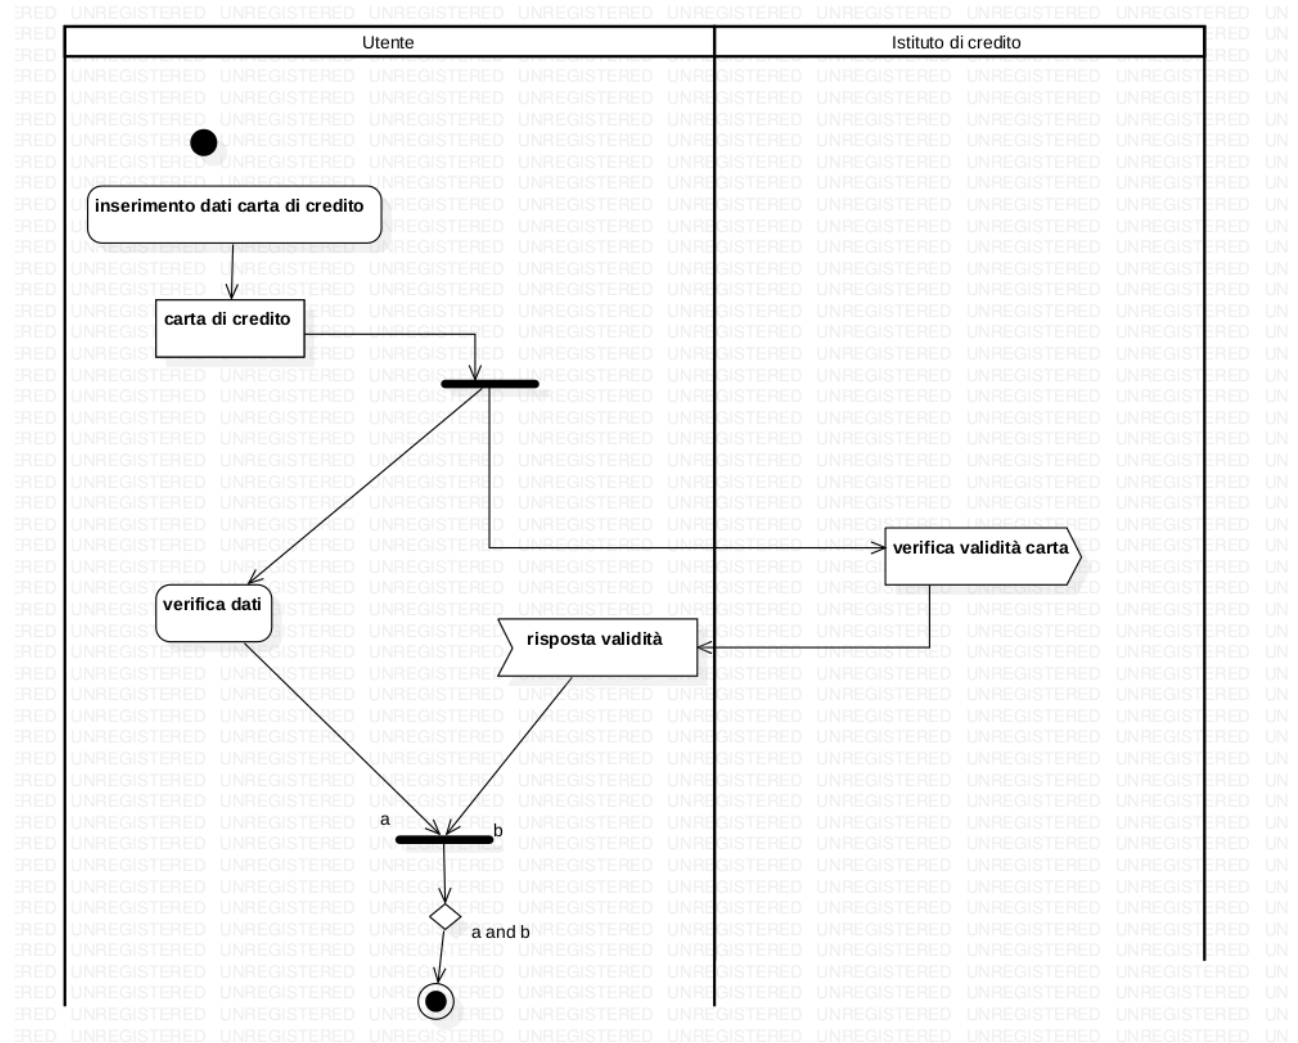 Utente
Istituto di credito
inserimento dati carta di credito
carta di credito
verifica validità carta
verifica dati
risposta validità
a
b
a and b
UNREGISTERED